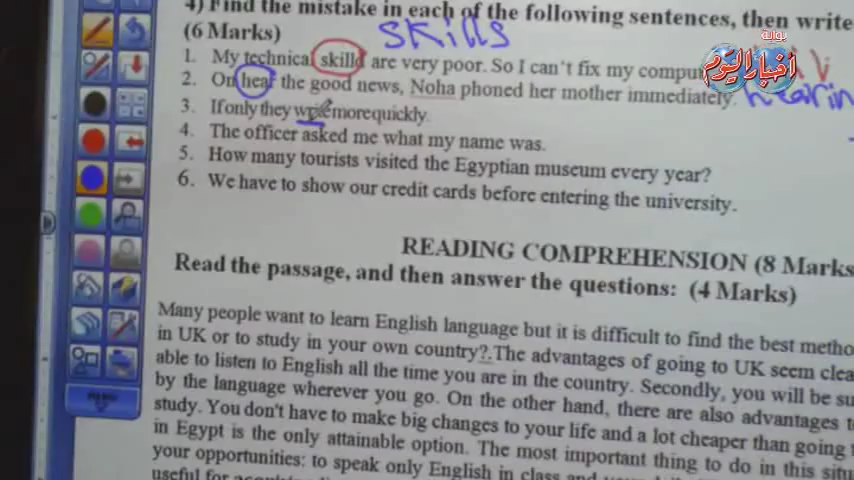 4) Find the mistake in each of the following sentences, then write
(6 Marks)
skills
بوابة
أخبار اليوم
1. My technical skilld are very poor. So I can't fix my compu
2. On hear the good news, Noha phoned her mother immediately.
hearin
3. If only they write more quickly.
4. The officer asked me what my name was.
5. How many tourists visited the Egyptian museum every year?
6. We have to show our credit cards before entering the university.
READING COMPREHENSION (8 Marks
Read the passage, and then answer the questions: (4 Marks)
Many people want to learn English language but it is difficult to find the best metho
in UK or to study in your own country?.The advantages of going to UK seem clea
able to listen to English all the time you are in the country. Secondly, you will be su
by the language wherever you go. On the other hand, there are also advantages t
study. You don't have to make big changes to your life and a lot cheaper than going
in Egypt is the only attainable option. The most important thing to do in this situ
your opportunities: to speak only English in class and
useful for
MENU